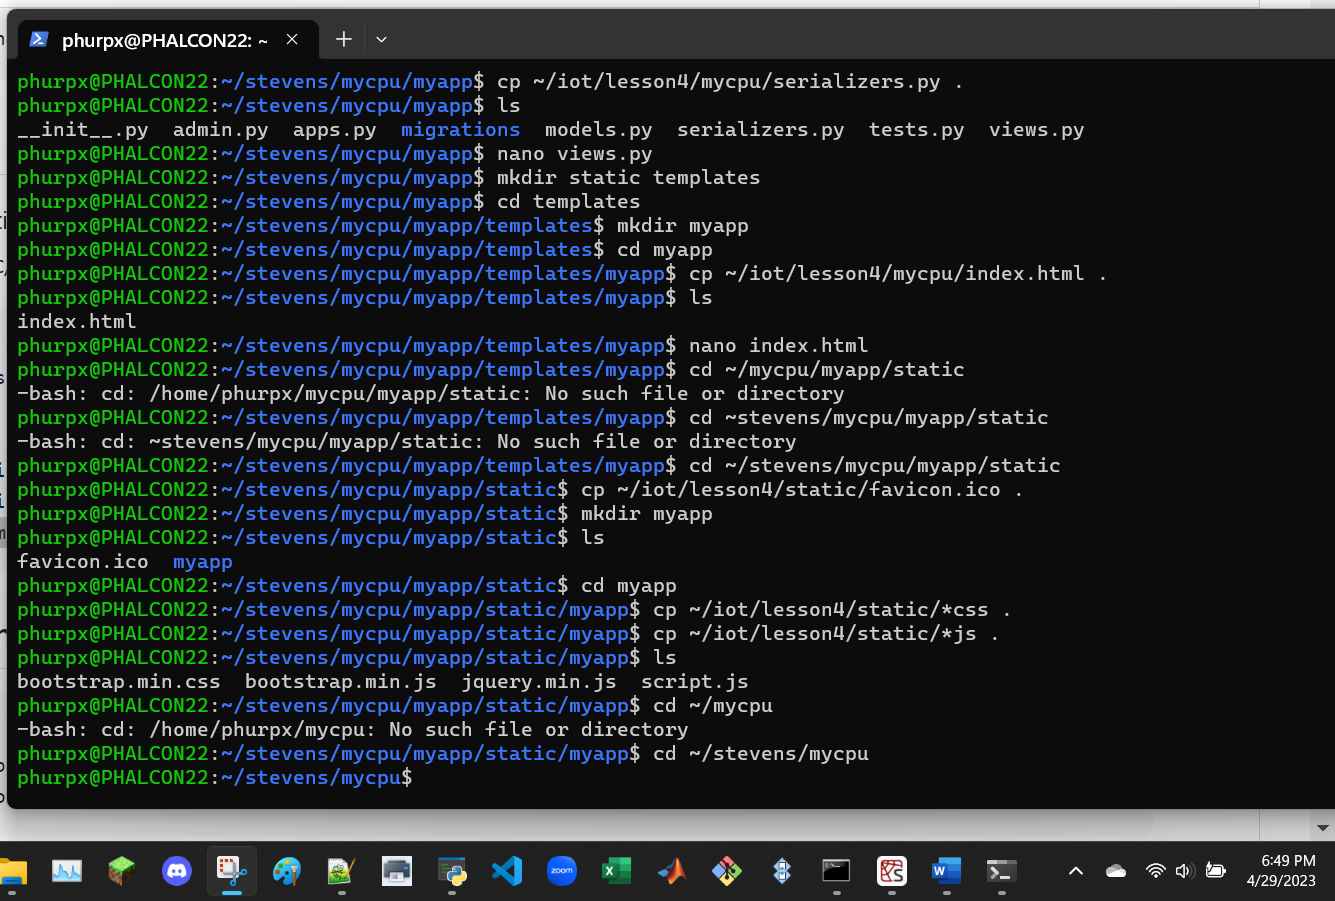 phurpx@PHALCON22: ~
phurpx@PHALCON22:~/stevens/mycpu/myapp$ cp ~/iot/lesson4/mycpu/serializers.py .
phurpx@PHALCON22:~/stevens/mycpu/myapp$ ls
__init__.py  admin.py  apps.py  migrations  models.py  serializers.py  tests.py  views.py
phurpx@PHALCON22:~/stevens/mycpu/myapp$ nano views.py
phurpx@PHALCON22:~/stevens/mycpu/myapp$ mkdir static templates
phurpx@PHALCON22:~/stevens/mycpu/myapp$ cd templates
phurpx@PHALCON22:~/stevens/mycpu/myapp/templates$ mkdir myapp
phurpx@PHALCON22:~/stevens/mycpu/myapp/templates$ cd myapp
phurpx@PHALCON22:~/stevens/mycpu/myapp/templates/myapp$ cp ~/iot/lesson4/mycpu/index.html .
phurpx@PHALCON22:~/stevens/mycpu/myapp/templates/myapp$ ls
index.html
phurpx@PHALCON22:~/stevens/mycpu/myapp/templates/myapp$ nano index.html
phurpx@PHALCON22:~/stevens/mycpu/myapp/templates/myapp$ cd ~/mycpu/myapp/static
-bash: cd: /home/phurpx/mycpu/myapp/static: No such file or directory
phurpx@PHALCON22:~/stevens/mycpu/myapp/templates/myapp$ cd ~stevens/mycpu/myapp/static
-bash: cd: ~stevens/mycpu/myapp/static: No such file or directory
phurpx@PHALCON22:~/stevens/mycpu/myapp/templates/myapp$ cd ~/stevens/mycpu/myapp/static
phurpx@PHALCON22:~/stevens/mycpu/myapp/static$ cp ~/iot/lesson4/static/favicon.ico .
phurpx@PHALCON22:~/stevens/mycpu/myapp/static$ mkdir myapp
phurpx@PHALCON22:~/stevens/mycpu/myapp/static$ ls
favicon.ico  myapp
phurpx@PHALCON22:~/stevens/mycpu/myapp/static$ cd myapp
phurpx@PHALCON22:~/stevens/mycpu/myapp/static/myapp$ cp ~/iot/lesson4/static/*css .
phurpx@PHALCON22:~/stevens/mycpu/myapp/static/myapp$ cp ~/iot/lesson4/static/*js .
phurpx@PHALCON22:~/stevens/mycpu/myapp/static/myapp$ ls
bootstrap.min.css  bootstrap.min.js  jquery.min.js  script.js
phurpx@PHALCON22:~/stevens/mycpu/myapp/static/myapp$ cd ~/mycpu
-bash: cd: /home/phurpx/mycpu: No such file or directory
phurpx@PHALCON22:~/stevens/mycpu/myapp/static/myapp$ cd ~/stevens/mycpu
phurpx@PHALCON22:~/stevens/mycpu$
zoom
6:49 PM
4/29/2023